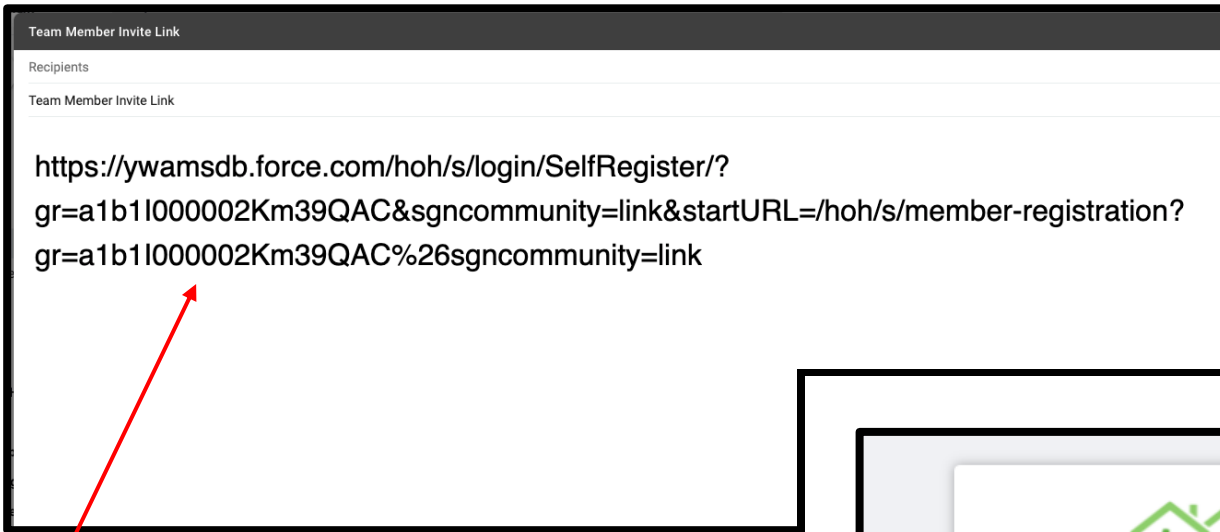 Team Member Invite Link
Recipients
Team Member Invite Link
https://ywamsdb.force.com/hoh/s/login/SelfRegister/?
gr=a1b1I000002Km39QAC&sgncommunity=link&startURL=/hoh/s/member-registration?
gr=a1b1I000002Km39QAC%26sgncommunity=link